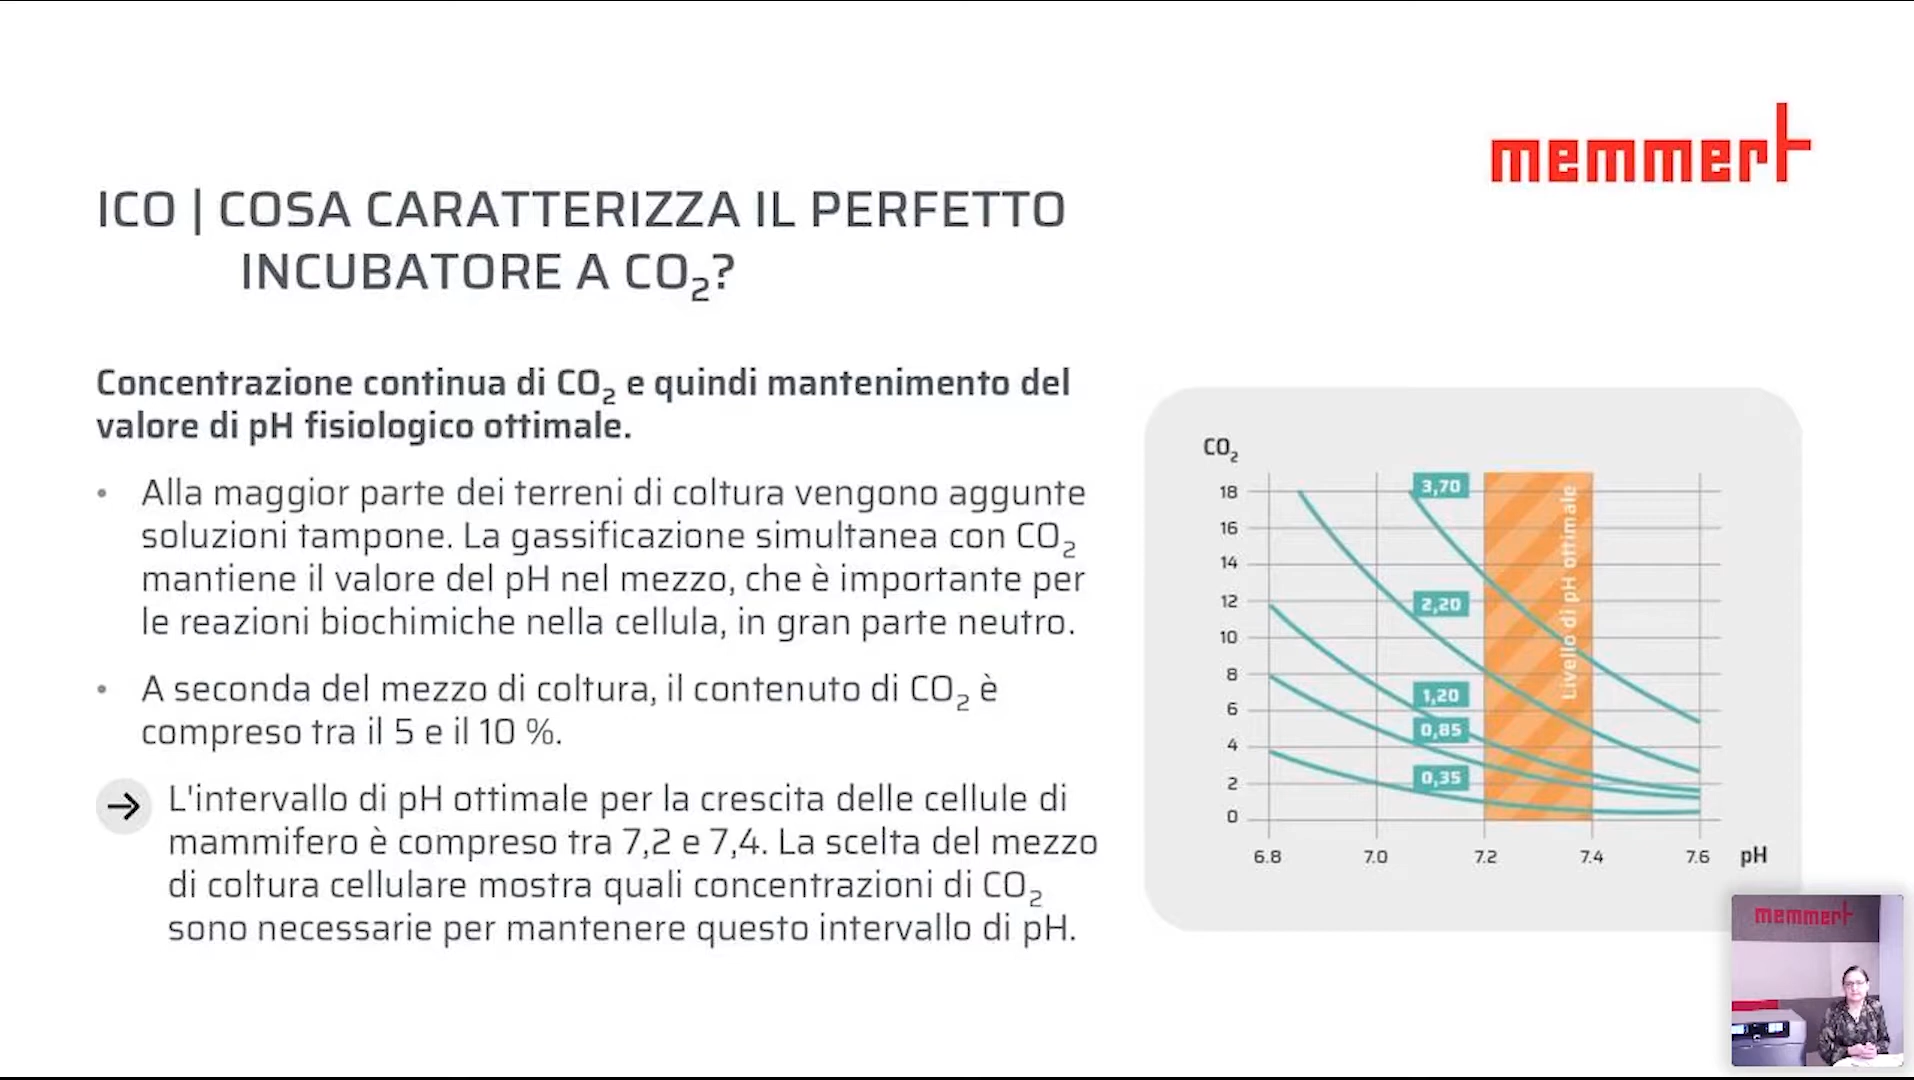 memmert
ICO | COSA CARATTERIZZA IL PERFETTO
INCUBATORE A CO₂?
Concentrazione continua di CO₂ e quindi mantenimento del
valore di pH fisiologico ottimale.
• Alla maggior parte dei terreni di coltura vengono aggunte
soluzioni tampone. La gassificazione simultanea con CO₂
mantiene il valore del pH nel mezzo, che è importante per
le reazioni biochimiche nella cellula, in gran parte neutro.
• A seconda del mezzo di coltura, il contenuto di CO₂ è
compreso tra il 5 e il 10 %.
→ L'intervallo di pH ottimale per la crescita delle cellule di
mammifero è compreso tra 7,2 e 7,4. La scelta del mezzo
di coltura cellulare mostra quali concentrazioni di CO₂
sono necessarie per mantenere questo intervallo di pH.
CO₂
18
16
14
12
10
8
6
4
2
0
3,70
2,20
1,20
0,85
0,35
Livello di pH ottimale
6.8 7.0 7.2 7.4 7.6 pH
memmert